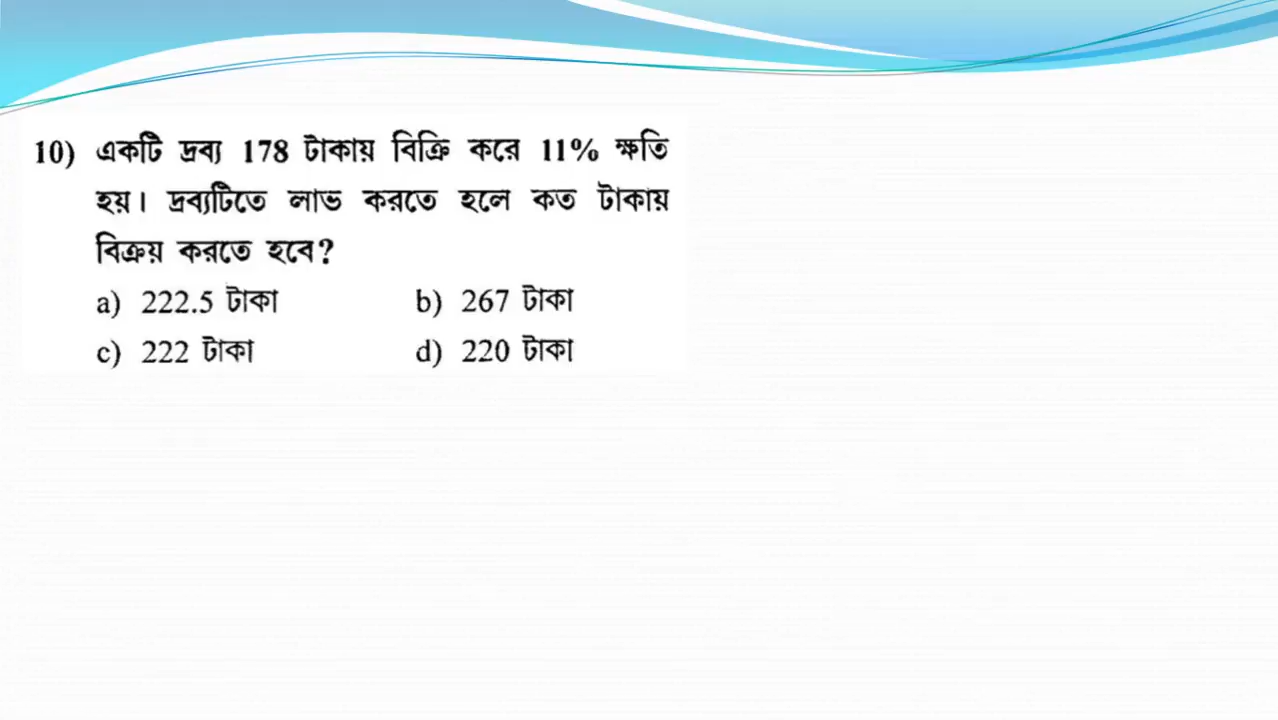 10) একটি দ্রব্য 178 টাকায় বিক্রি করে 11% ক্ষতি
হয়। দ্রব্যটিতে লাভ করতে হলে কত টাকায়
বিক্রয় করতে হবে?
a) 222.5 টাকা b) 267 টাকা
c) 222 টাকা d) 220 টাকা